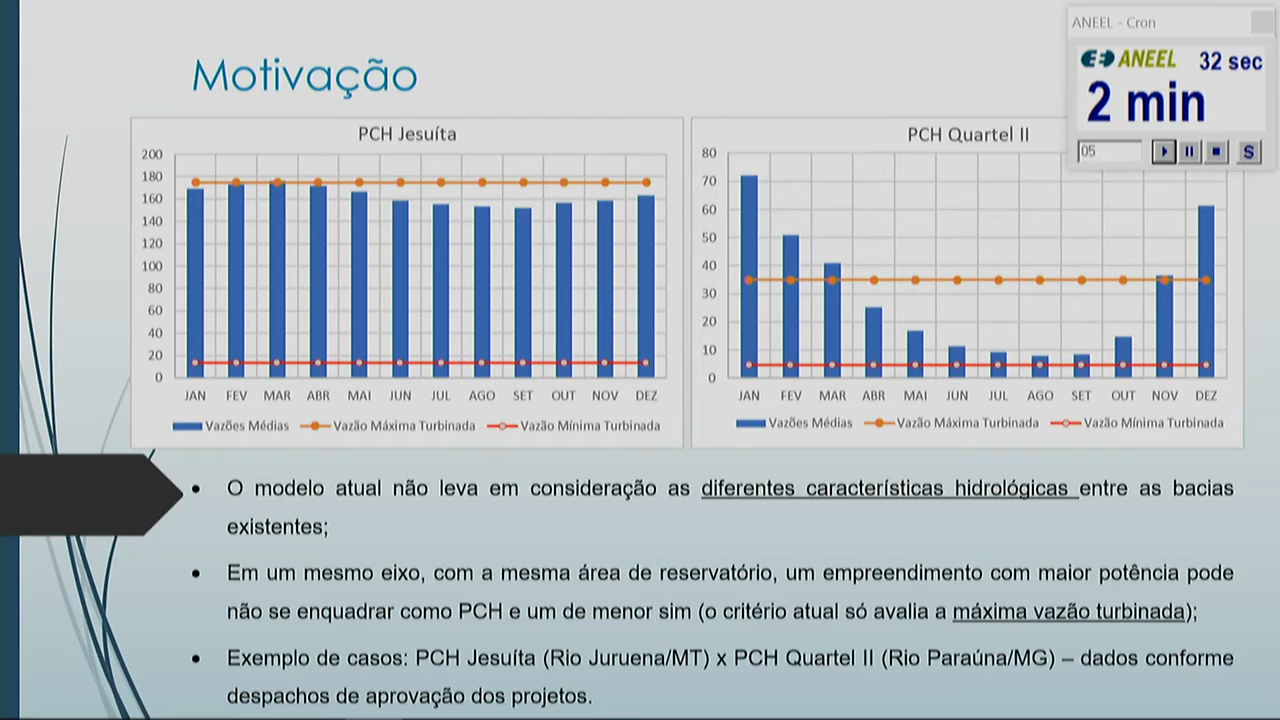 Motivação
ANEEL - Cron
ANEEL 32 sec
2 min
05
S
PCH Jesuíta
200
180
160
140
120
100
80
60
40
20
0
JAN FEV MAR ABR MAI JUN JUL AGO SET OUT NOV DEZ
Vazões Médias Vazão Máxima Turbinada Vazão Mínima Turbinada
PCH Quartel II
80
70
60
50
40
30
20
10
0
JAN FEV MAR ABR MAI JUN JUL AGO SET OUT NOV DEZ
Vazões Médias Vazão Máxima Turbinada Vazão Mínima Turbinada
• O modelo atual não leva em consideração as diferentes características hidrológicas entre as bacias
existentes;
• Em um mesmo eixo, com a mesma área de reservatório, um empreendimento com maior potência pode
não se enquadrar como PCH e um de menor sim (o critério atual só avalia a máxima vazão turbinada);
• Exemplo de casos: PCH Jesuíta (Rio Juruena/MT) x PCH Quartel II (Rio Paraúna/MG) – dados conforme
despachos de aprovação dos projetos.